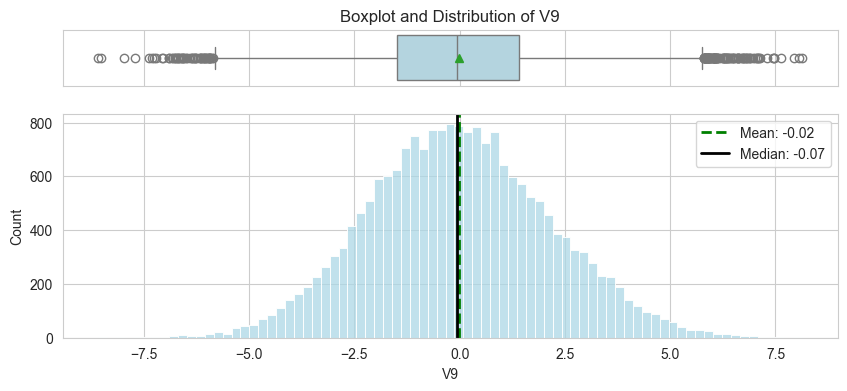 Boxplot and Distribution of V9
800
600
400
200
0
Count
Mean: -0.02
Median: -0.07
−7.5 −5.0 −2.5 0.0 2.5 5.0 7.5
V9